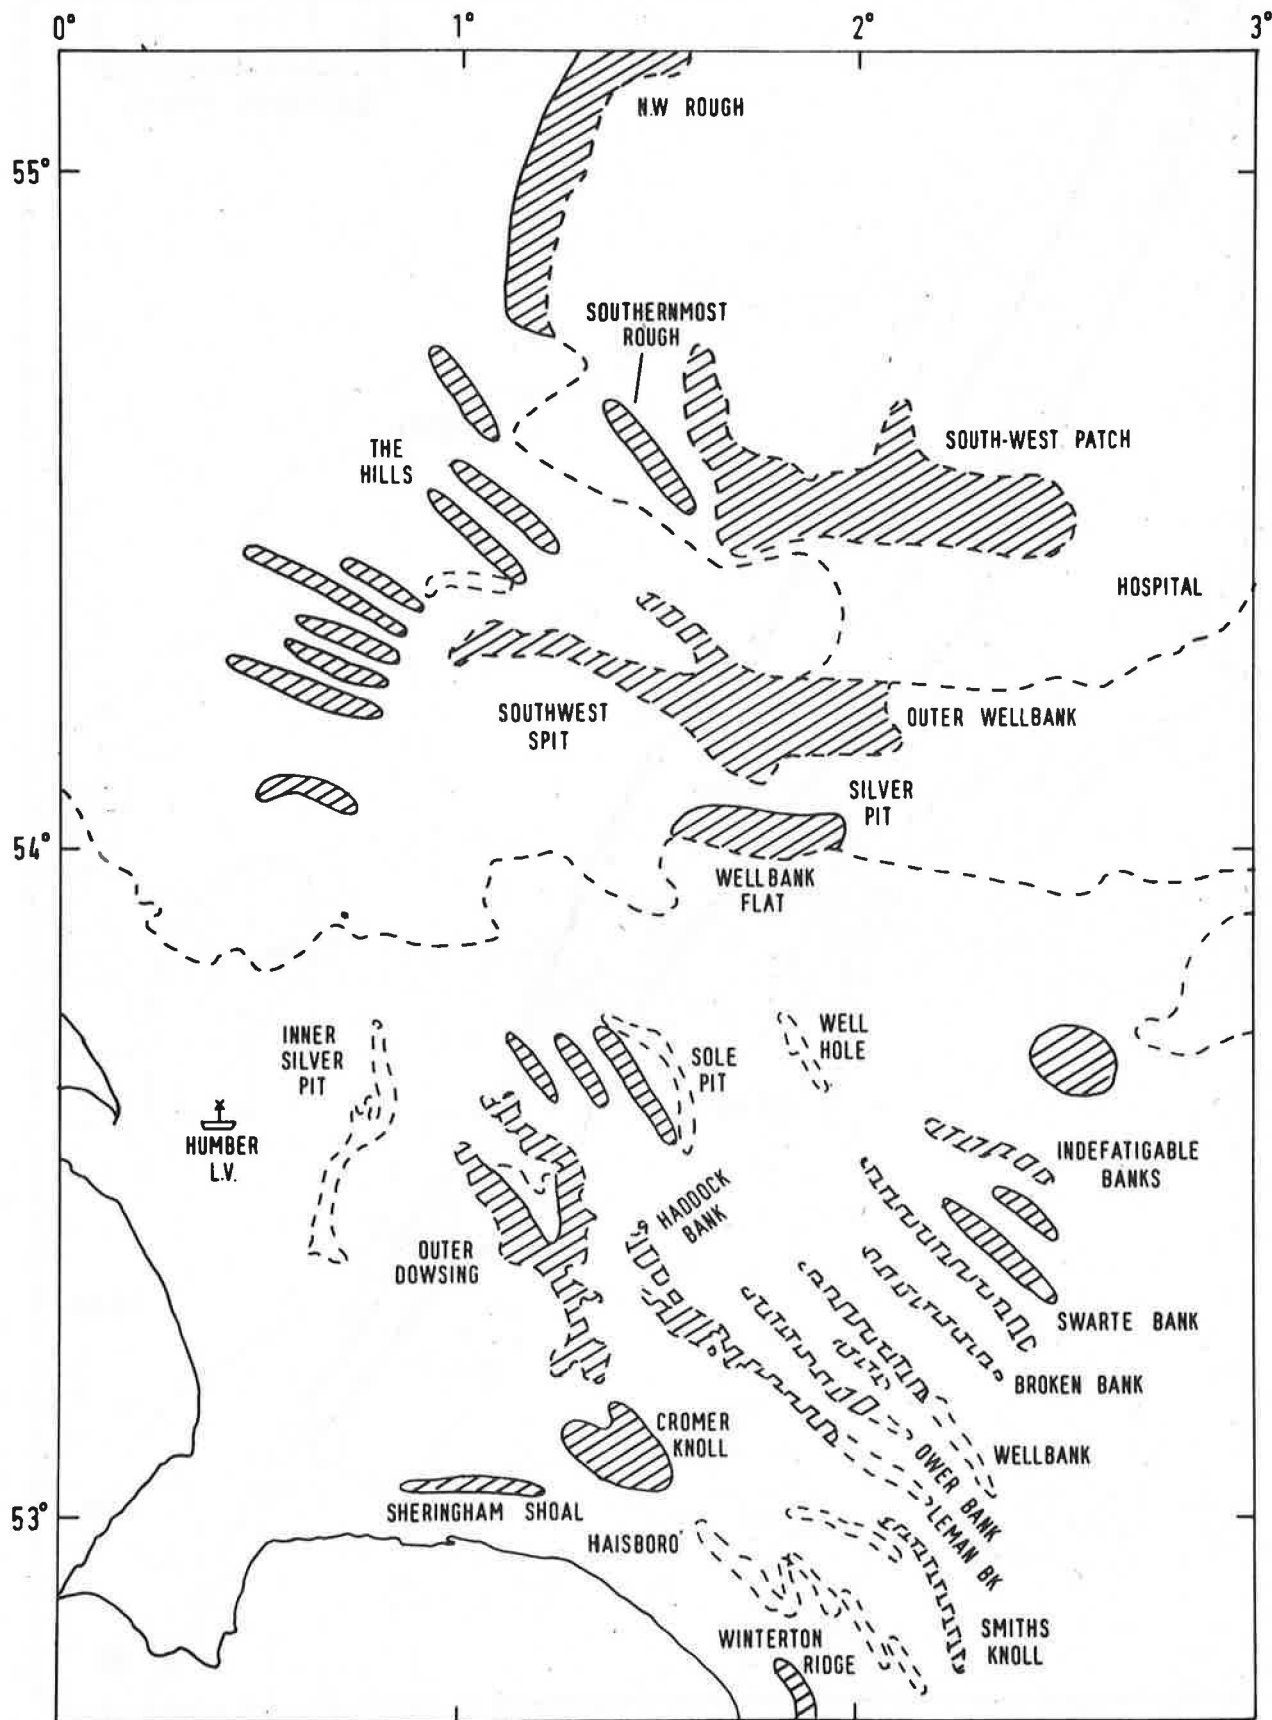 0°
1°
2°
3°
N.W ROUGH
55°
SOUTHERNMOST
ROUGH
THE
HILLS
SOUTH-WEST PATCH
HOSPITAL
SOUTHWEST
SPIT
OUTER WELLBANK
SILVER
PIT
54°
WELLBANK
FLAT
INNER
SILVER
PIT
SOLE
PIT
WELL
HOLE
HUMBER
L.V.
INDEFATIGABLE
BANKS
HADDOCK
BANK
OUTER
DOWSING
SWARTE BANK
BROKEN BANK
CROMER
KNOLL
WELLBANK
OWER BANK
LEMAN BK
53°
SHERINGHAM SHOAL
HAISBORO'
SMITHS
KNOLL
WINTERTON
RIDGE